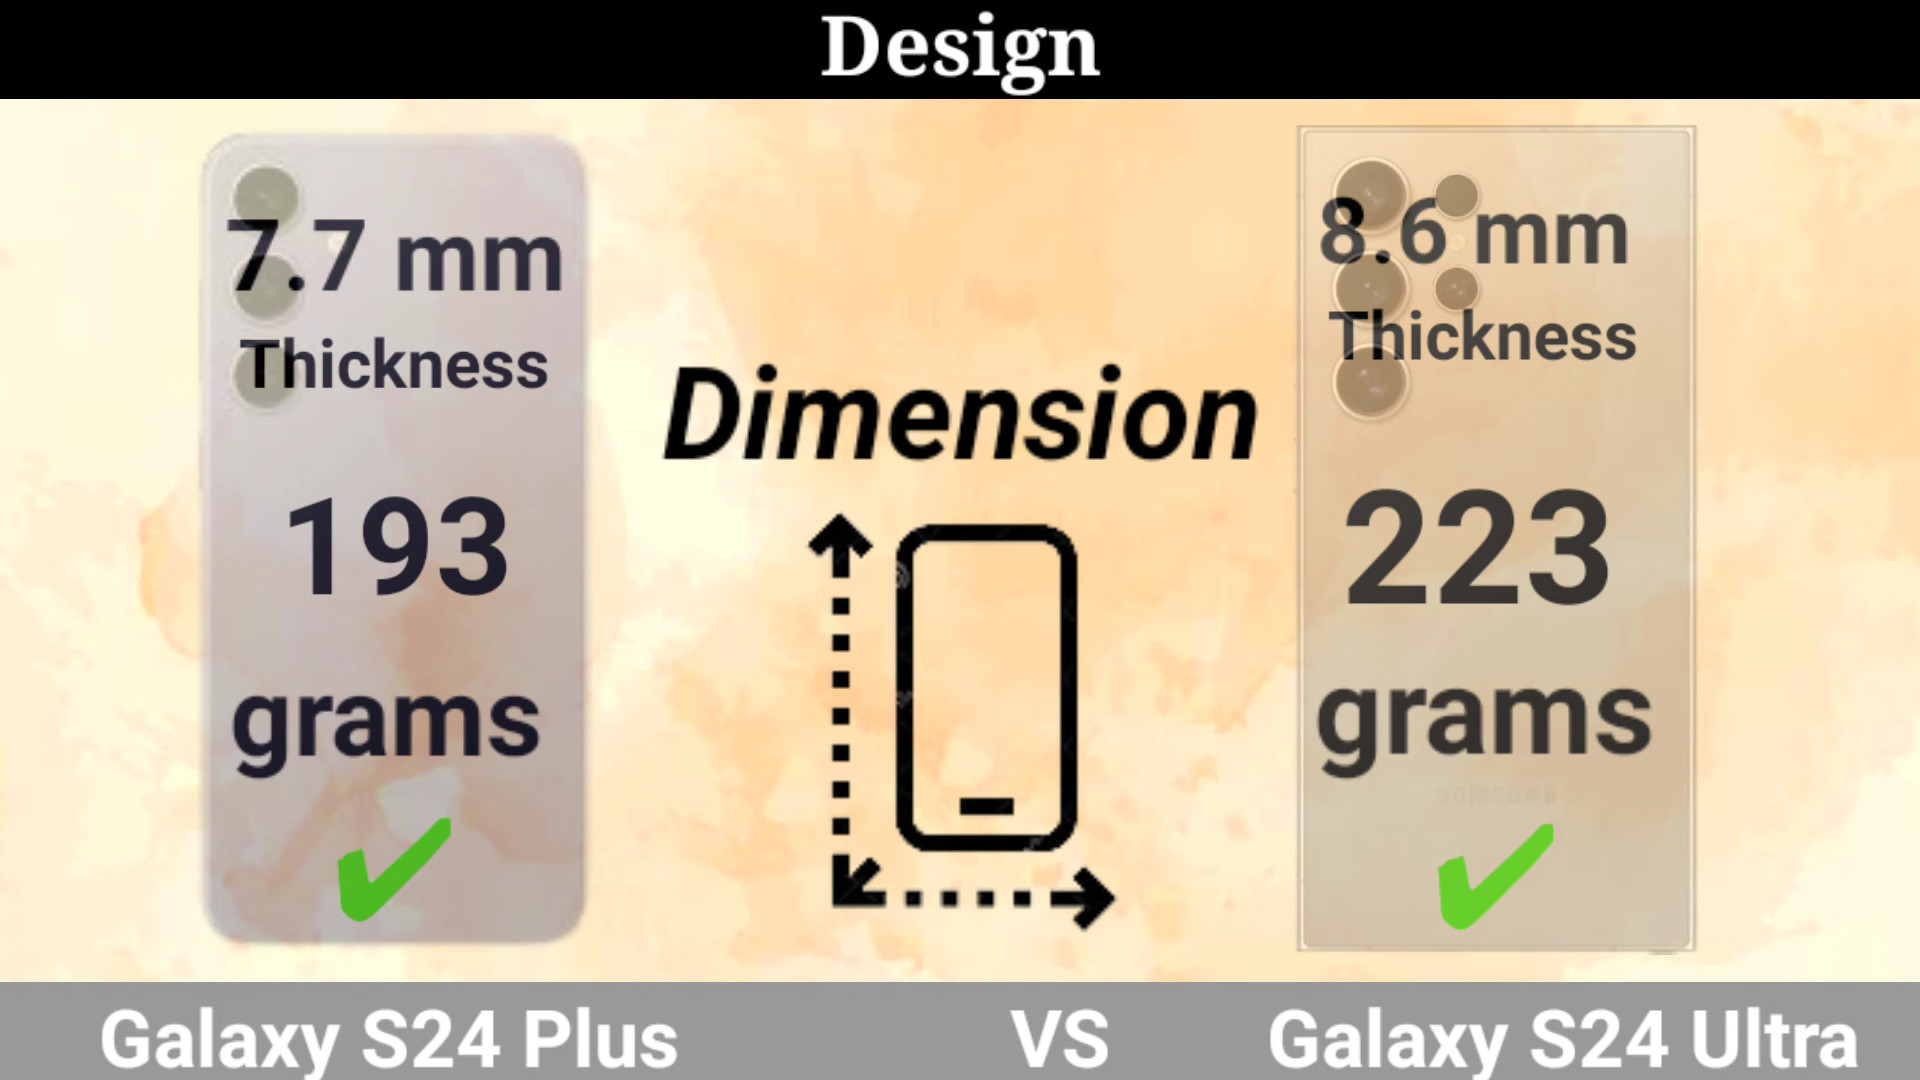 Design
7.7 mm
Thickness
193
grams
Dimension
8.6 mm
Thickness
223
grams
SAMSUNG
Galaxy S24 Plus
VS
Galaxy S24 Ultra